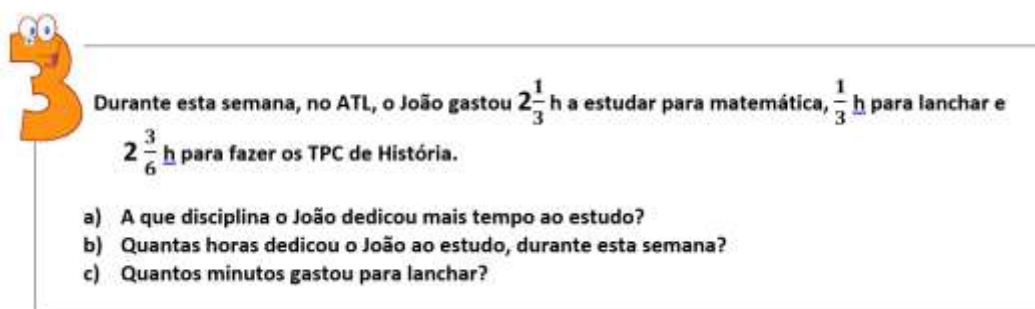 3
Durante esta semana, no ATL, o João gastou 2 1/3 h a estudar para matemática, 1/3 h para lanchar e
2 3/6 h para fazer os TPC de História.
a) A que disciplina o João dedicou mais tempo ao estudo?
b) Quantas horas dedicou o João ao estudo, durante esta semana?
c) Quantos minutos gastou para lanchar?